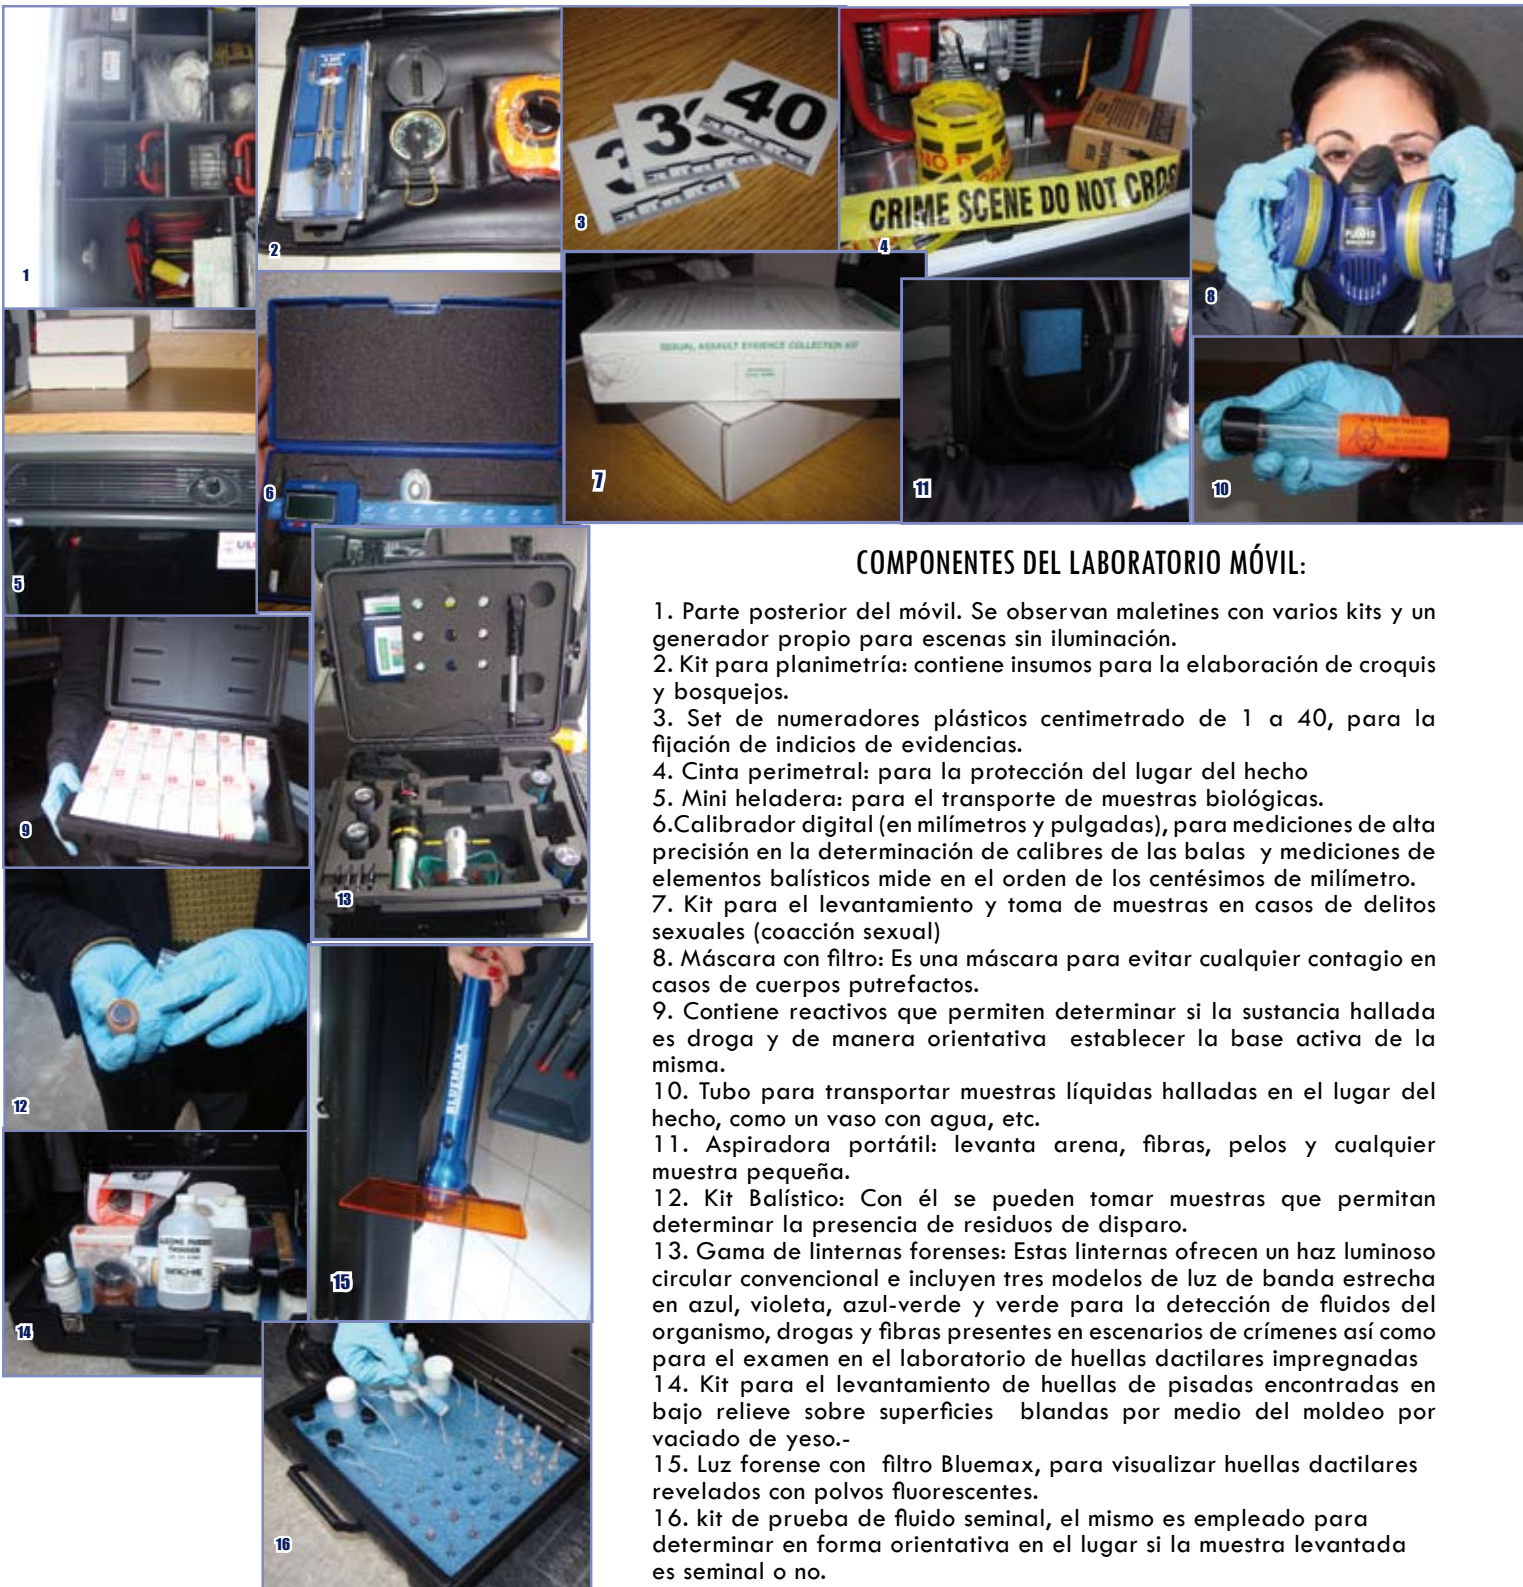 1
2
3
3
39
40
4
CRIME SCENE DO NOT CROS
8
5
6
SEXUAL ASSAULT EVIDENCE COLLECTION KIT
7
11
EVIDENCE
10
9
13
12
BLUEMAXX
15
14
16
COMPONENTES DEL LABORATORIO MÓVIL:
1. Parte posterior del móvil. Se observan maletines con varios kits y un
generador propio para escenas sin iluminación.
2. Kit para planimetría: contiene insumos para la elaboración de croquis
y bosquejos.
3. Set de numeradores plásticos centimetrado de 1 a 40, para la
fijación de indicios de evidencias.
4. Cinta perimetral: para la protección del lugar del hecho
5. Mini heladera: para el transporte de muestras biológicas.
6.Calibrador digital (en milímetros y pulgadas), para mediciones de alta
precisión en la determinación de calibres de las balas y mediciones de
elementos balísticos mide en el orden de los centésimos de milímetro.
7. Kit para el levantamiento y toma de muestras en casos de delitos
sexuales (coacción sexual)
8. Máscara con filtro: Es una máscara para evitar cualquier contagio en
casos de cuerpos putrefactos.
9. Contiene reactivos que permiten determinar si la sustancia hallada
es droga y de manera orientativa establecer la base activa de la
misma.
10. Tubo para transportar muestras líquidas halladas en el lugar del
hecho, como un vaso con agua, etc.
11. Aspiradora portátil: levanta arena, fibras, pelos y cualquier
muestra pequeña.
12. Kit Balístico: Con él se pueden tomar muestras que permitan
determinar la presencia de residuos de disparo.
13. Gama de linternas forenses: Estas linternas ofrecen un haz luminoso
circular convencional e incluyen tres modelos de luz de banda estrecha
en azul, violeta, azul-verde y verde para la detección de fluidos del
organismo, drogas y fibras presentes en escenarios de crímenes así como
para el examen en el laboratorio de huellas dactilares impregnadas
14. Kit para el levantamiento de huellas de pisadas encontradas en
bajo relieve sobre superficies blandas por medio del moldeo por
vaciado de yeso.-
15. Luz forense con filtro Bluemax, para visualizar huellas dactilares
revelados con polvos fluorescentes.
16. kit de prueba de fluido seminal, el mismo es empleado para
determinar en forma orientativa en el lugar si la muestra levantada
es seminal o no.